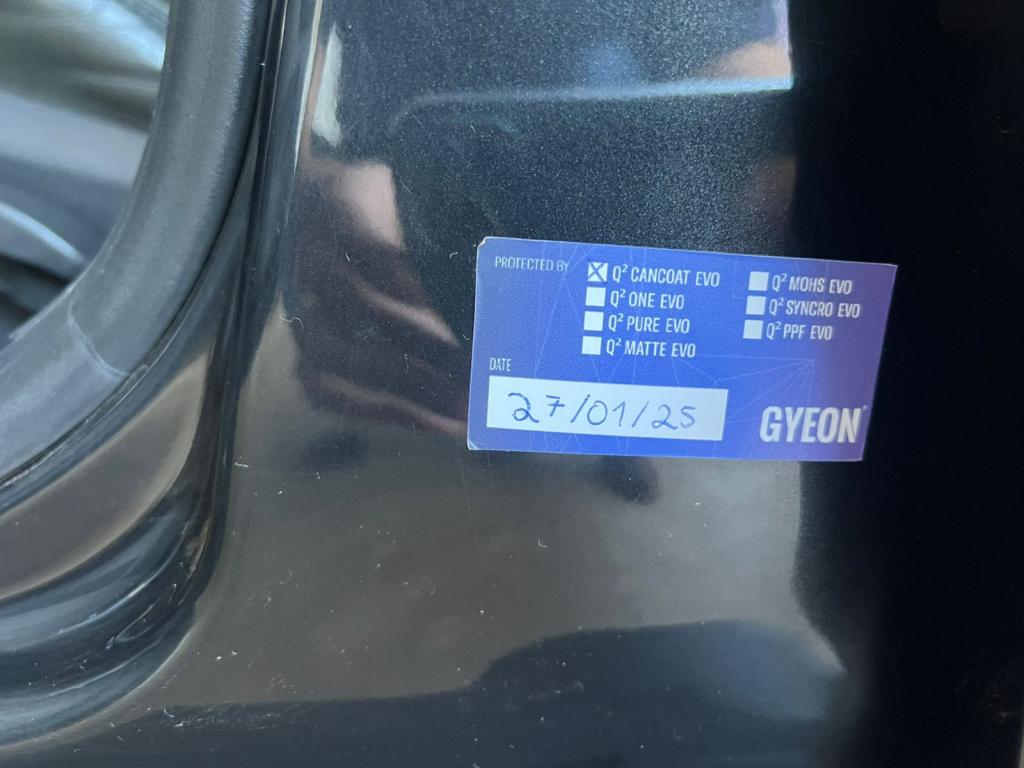 PROTECTED BY
Q² CANCOAT EVO
Q² ONE EVO
Q² PURE EVO
Q² MATTE EVO
Q² MOHS EVO
Q² SYNCRO EVO
Q² PPF EVO
DATE
27/01/25
GYEON